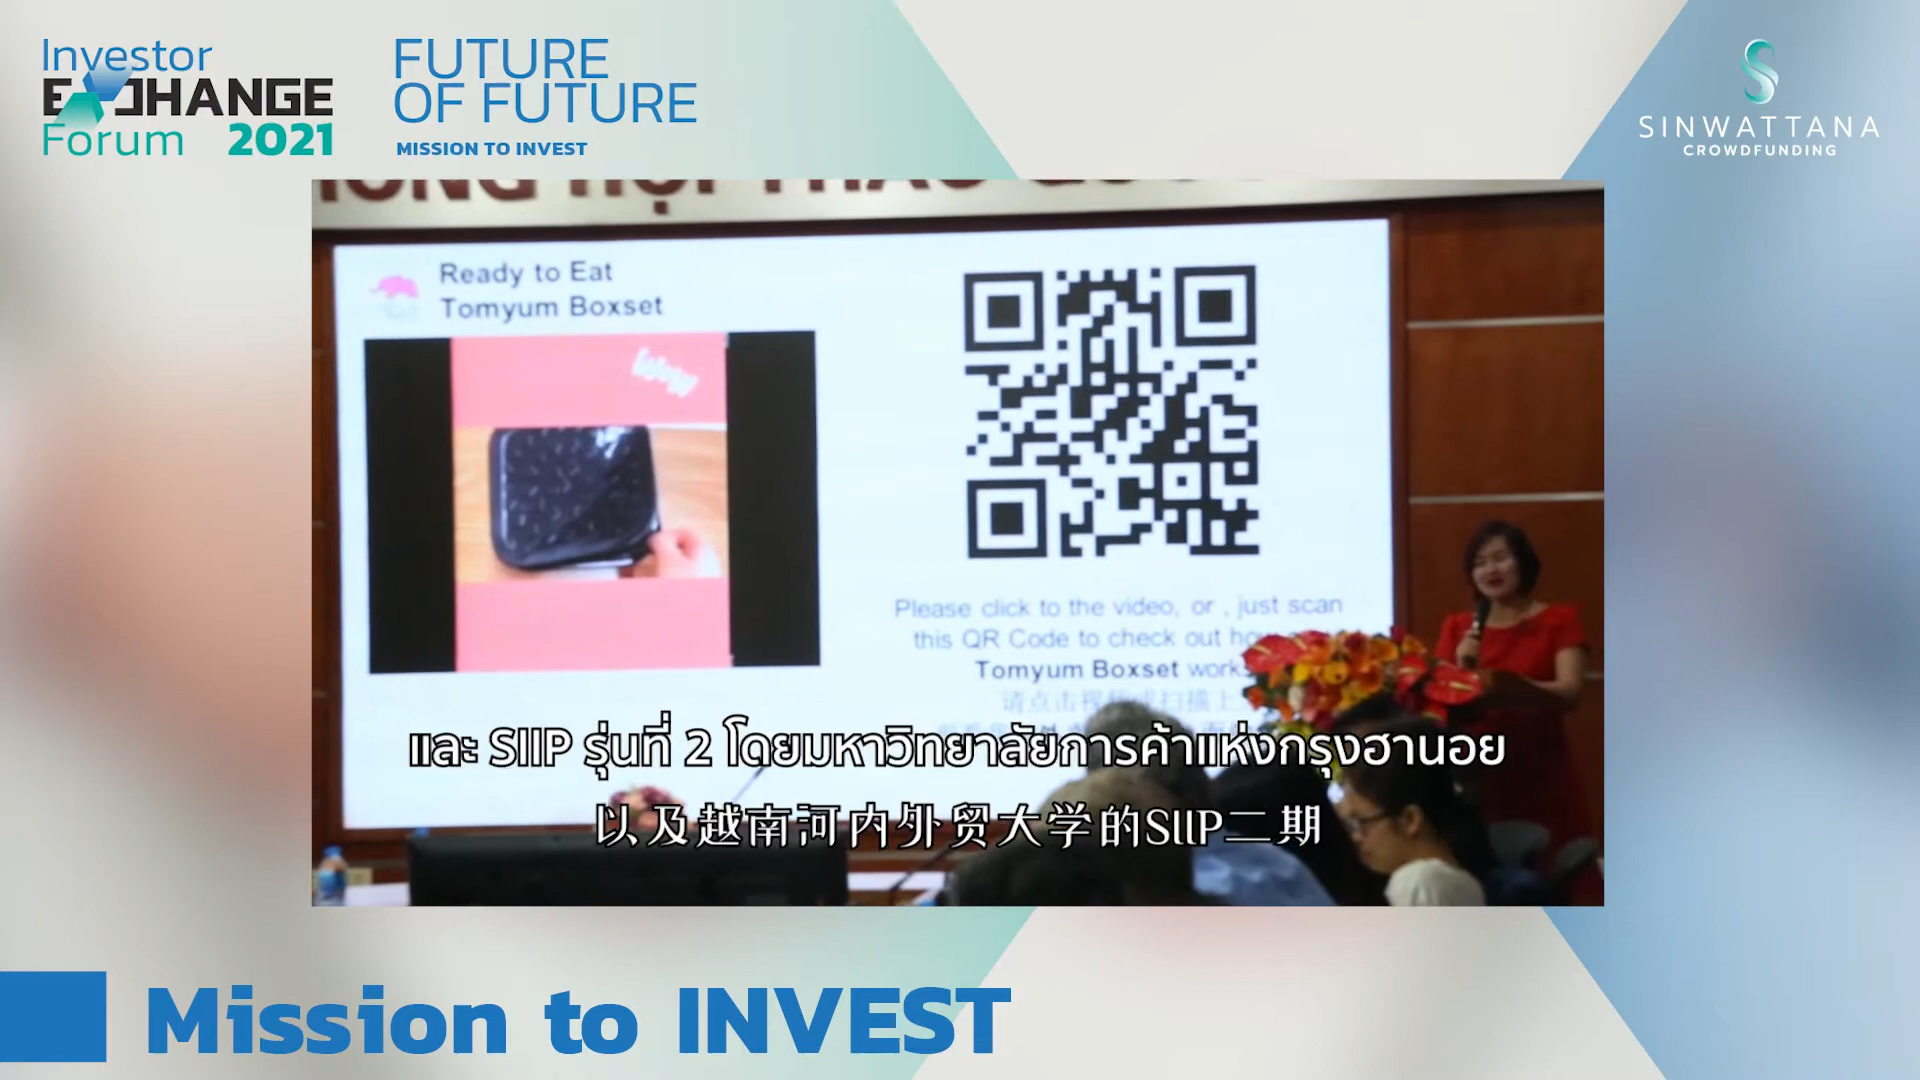 Investor
EXCHANGE
Forum 2021
FUTURE
OF FUTURE
MISSION TO INVEST
SINWATTANA
CROWDFUNDING
Ready to Eat
Tomyum Boxset
Please click to the video, or , just scan
this QR Code to check out
Tomyum Boxset
และ SIIP รุ่นที่ 2 โดยมหาวิทยาลัยการค้าแห่งกรุงฮานอย
以及越南河内外贸大学的SIIP二期
Mission to INVEST